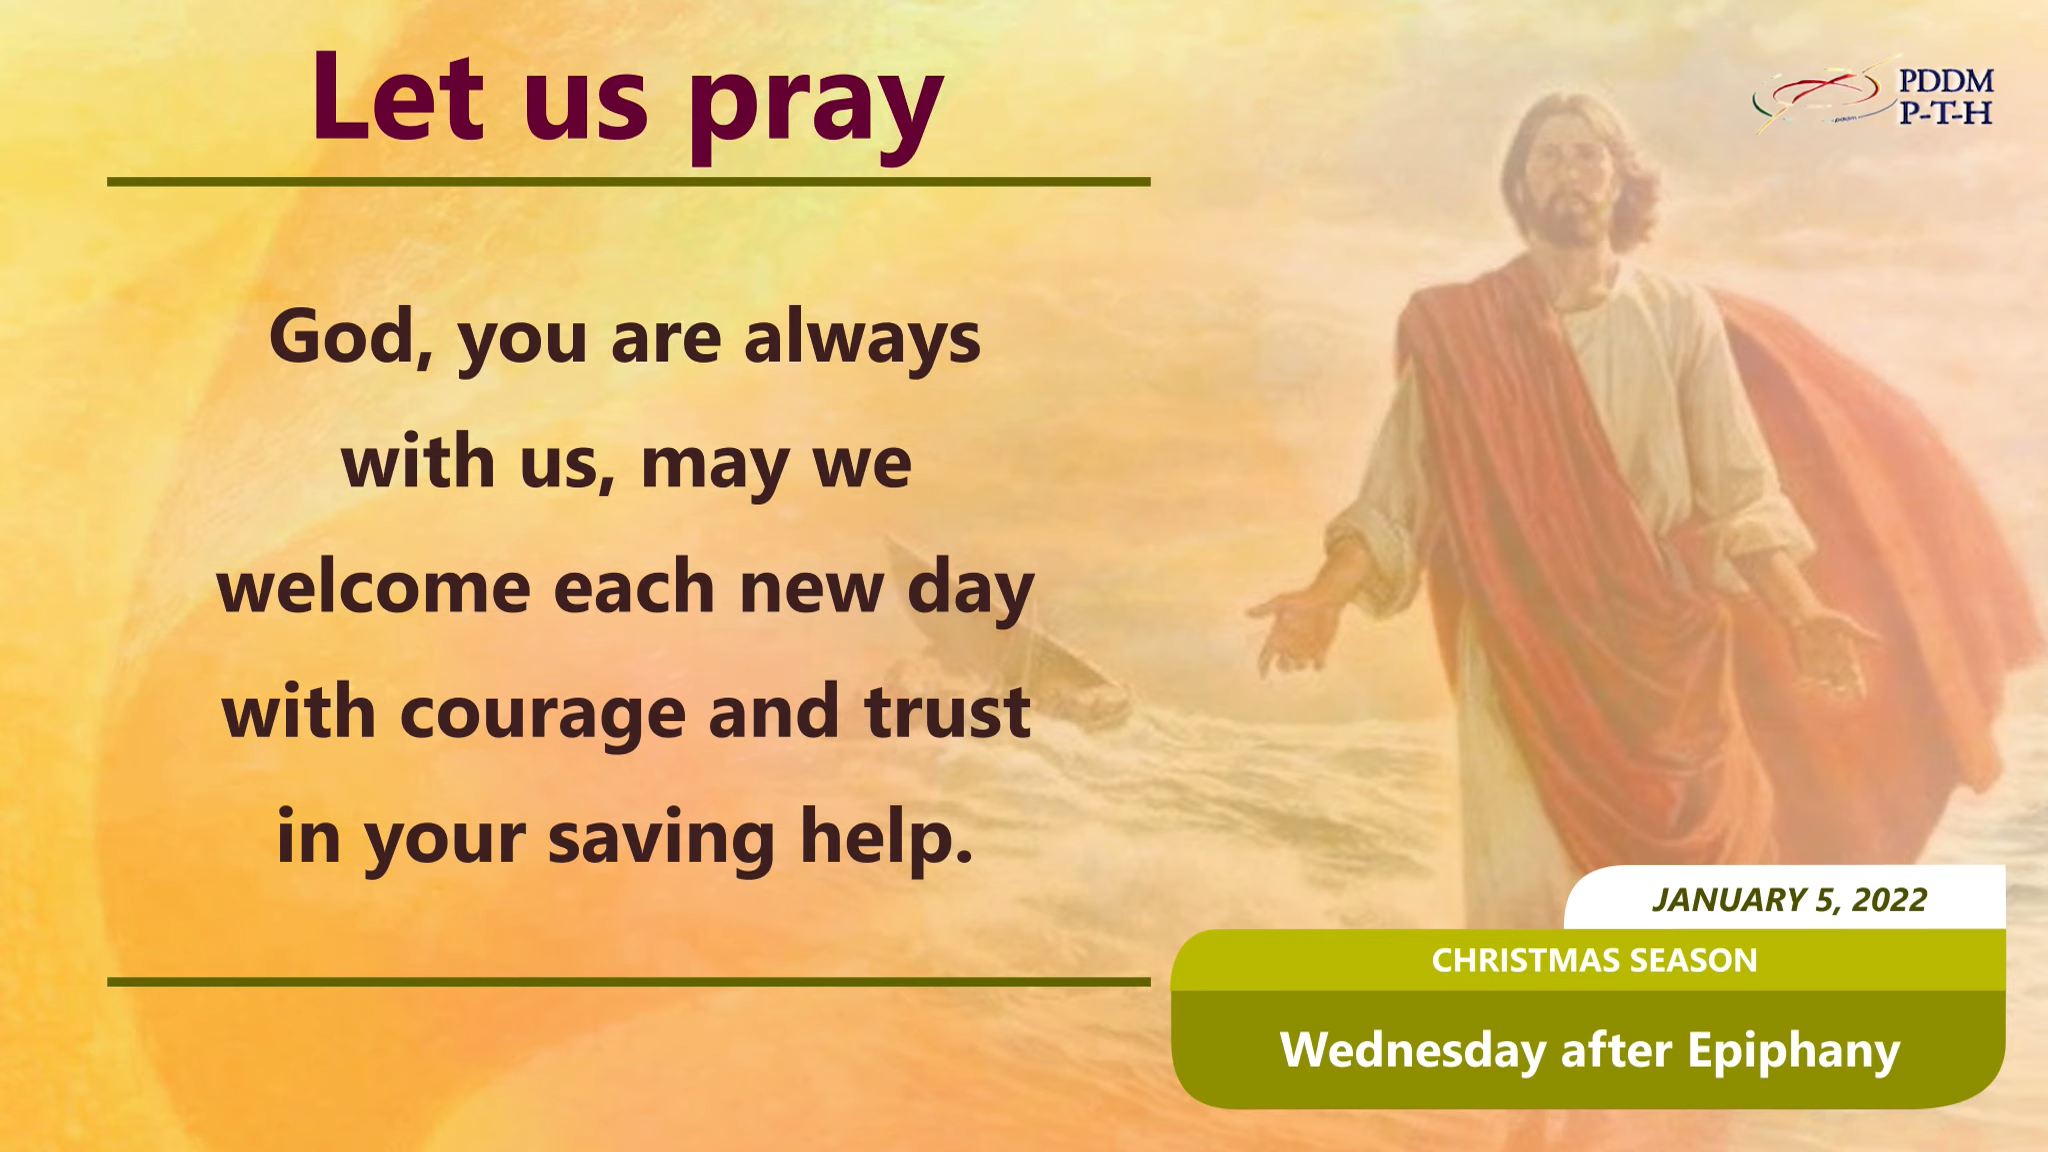 Let us pray
PDDM
P-T-H
pddm
God, you are always
with us, may we
welcome each new day
with courage and trust
in your saving help.
JANUARY 5, 2022
CHRISTMAS SEASON
Wednesday after Epiphany